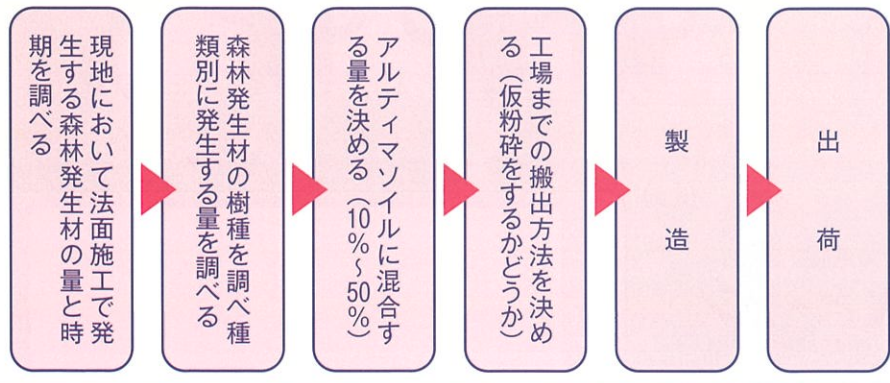 現地において法面施工で発
生する森林発生材の量と時
期を調べる
森林発生材の樹種を調べ種
類別に発生する量を調べる
アルティマソイルに混合す
る量を決める（10%～50%）
工場までの搬出方法を決め
る（仮粉砕をするかどうか）
製造
出荷